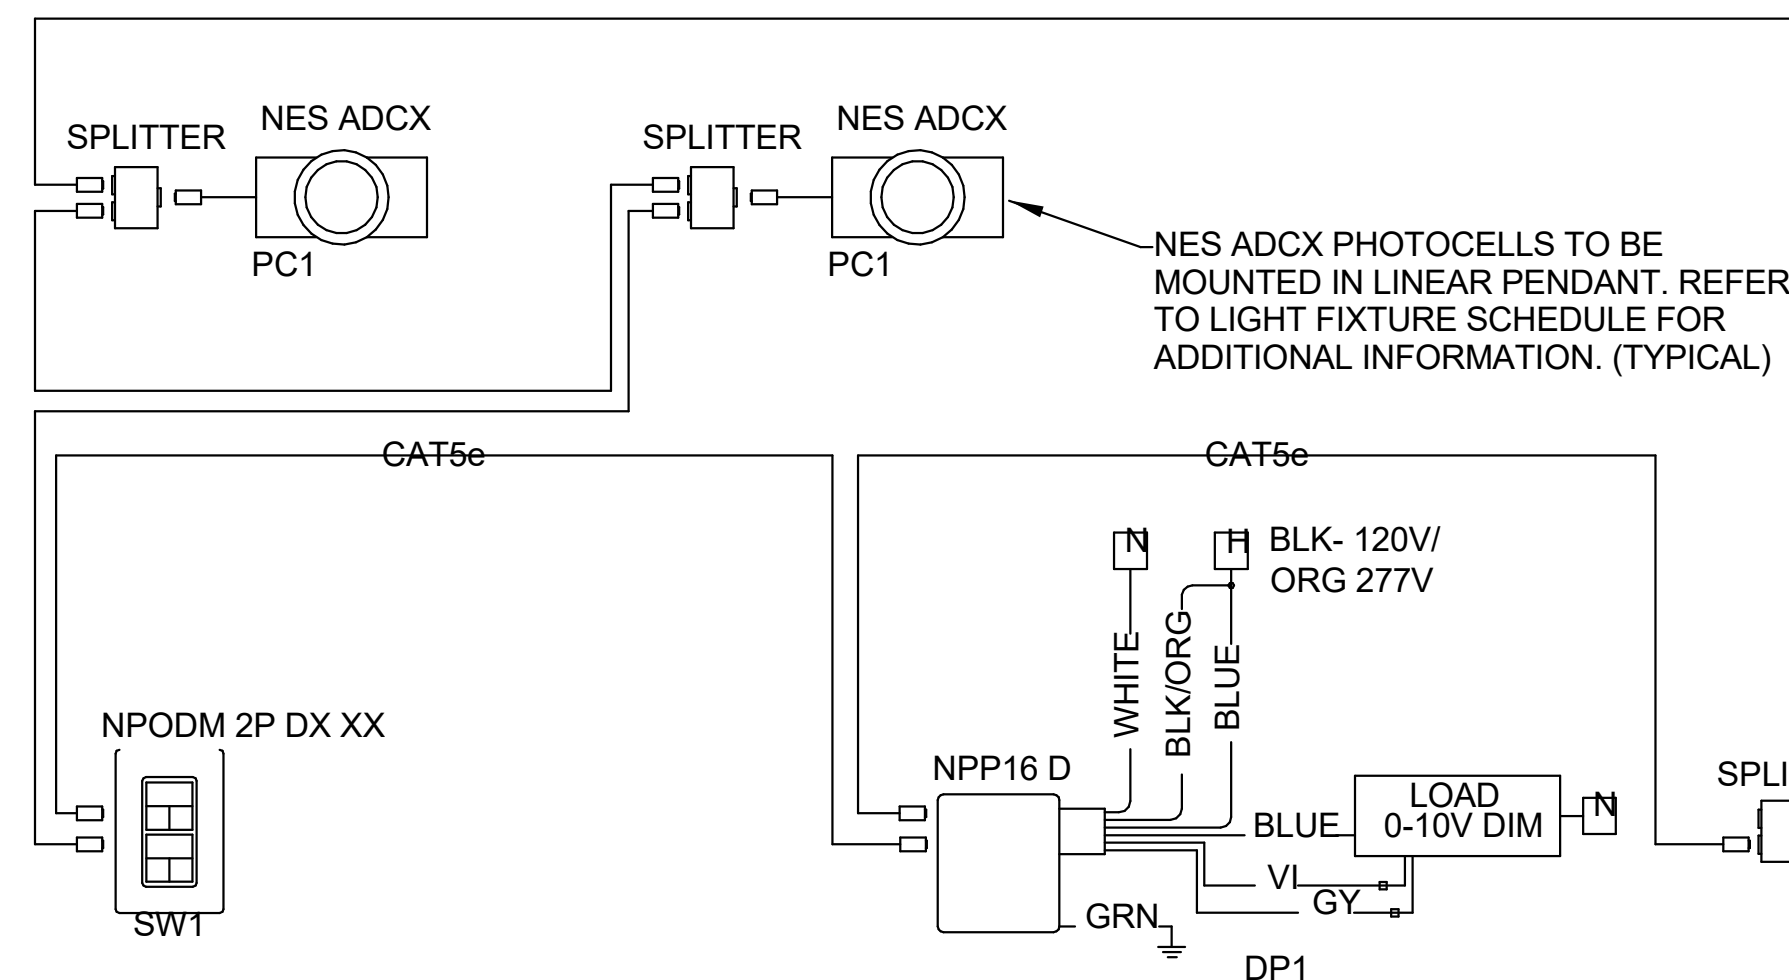 NES ADCX
SPLITTER
PC1
NES ADCX
SPLITTER
PC1
NES ADCX PHOTOCELLS TO BE
MOUNTED IN LINEAR PENDANT. REFER
TO LIGHT FIXTURE SCHEDULE FOR
ADDITIONAL INFORMATION. (TYPICAL)
CAT5e
CAT5e
N
H
BLK- 120V/
ORG 277V
WHITE
BLK/ORG
BLUE
NPODM 2P DX XX
SW1
NPP16 D
BLUE
LOAD
0-10V DIM
N
VI
GY
GRN
DP1
SPLI